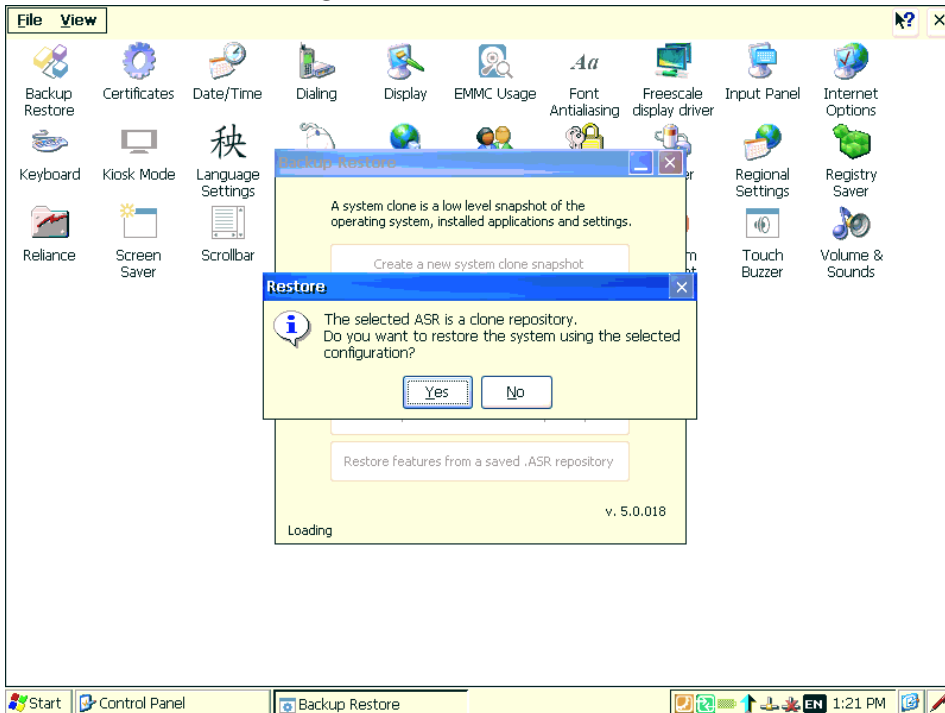 File View
Backup Restore
Certificates
Date/Time
Dialing
Display
EMMC Usage
Font Antialiasing
Freescale display driver
Input Panel
Internet Options
Keyboard
Kiosk Mode
秧
Language Settings
Regional Settings
Registry Saver
Reliance
Screen Saver
Scrollbar
Touch Buzzer
Volume & Sounds
Backup Restore
A system clone is a low level snapshot of the
operating system, installed applications and settings.
Create a new system clone snapshot
Restore
The selected ASR is a clone repository.
Do you want to restore the system using the selected
configuration?
Yes No
Restore features from a saved .ASR repository
v. 5.0.018
Loading
Start Control Panel Backup Restore EN 1:21 PM